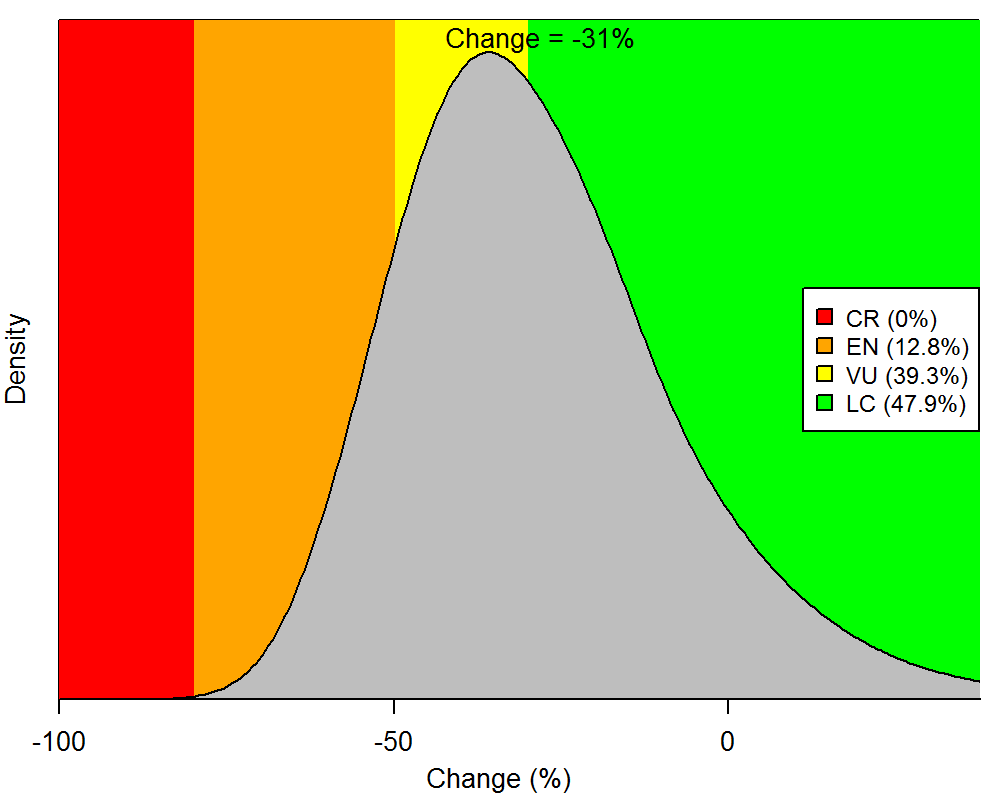 Change = -31%
Density
CR (0%)
EN (12.8%)
VU (39.3%)
LC (47.9%)
-100
-50
0
Change (%)